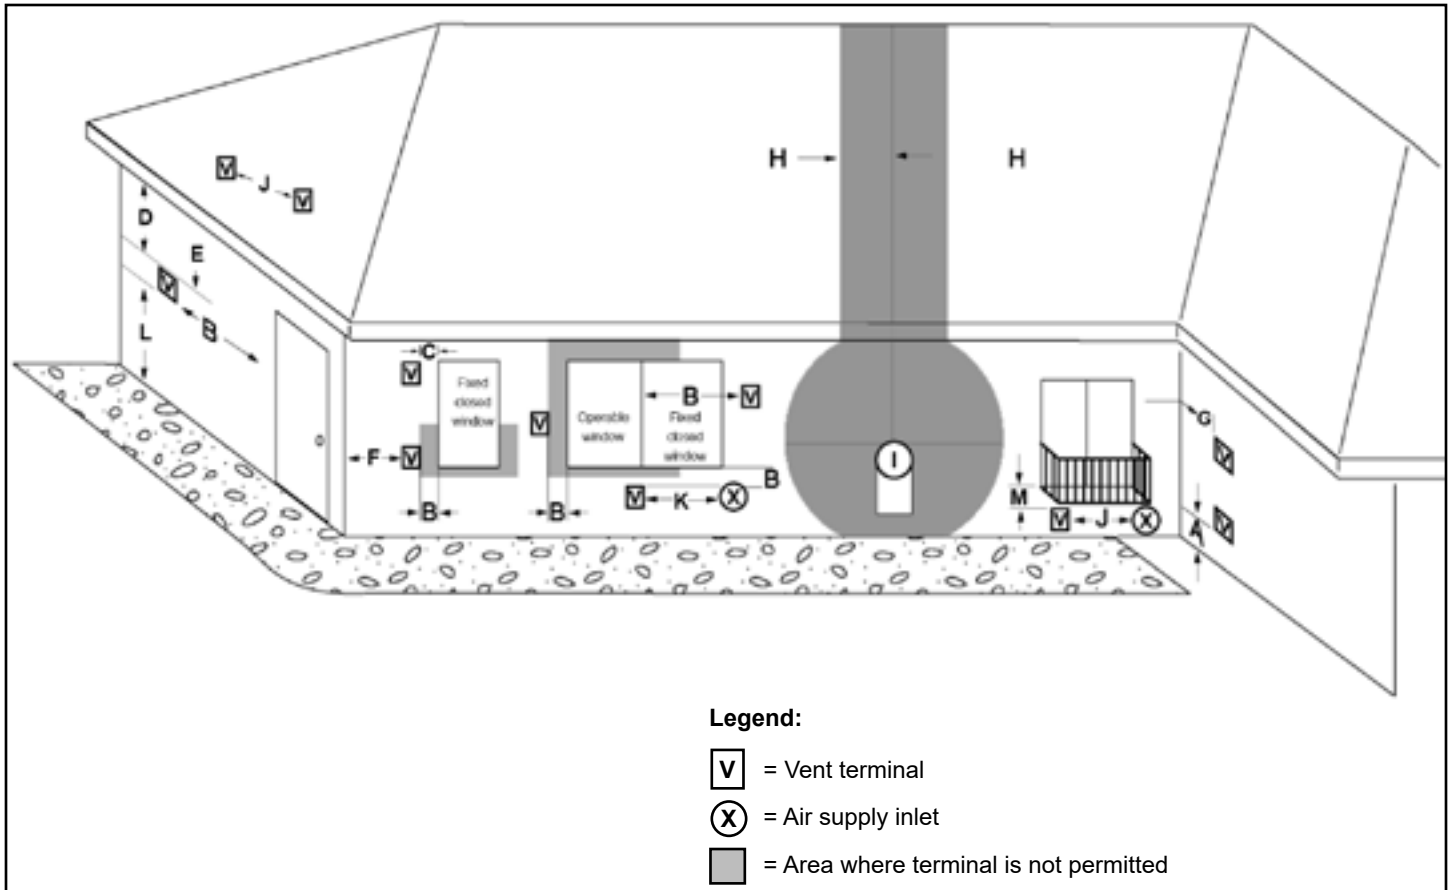 H H
V
J
V
D
E
V
B
L
C
V
Fixed
closed
window
F V
B
V
Operable
window
B V
Fixed
closed
window
B
B
V K X
I
M
V J X
G
V
A
V
Legend:
V = Vent terminal
X = Air supply inlet
= Area where terminal is not permitted